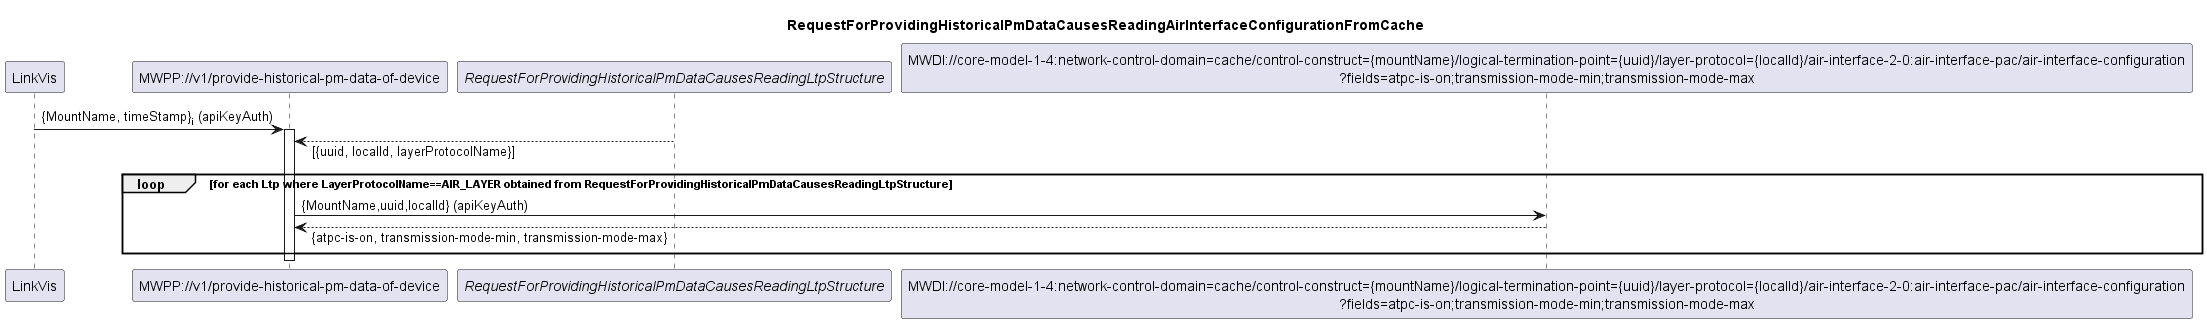 RequestForProvidingHistoricalPmDataCausesReadingAirInterfaceConfigurationFromCache
LinkVis
MWPP://v1/provide-historical-pm-data-of-device
RequestForProvidingHistoricalPmDataCausesReadingLtpStructure
MWDI://core-model-1-4:network-control-domain=cache/control-construct={mountName}/logical-termination-point={uuid}/layer-protocol={localId}/air-interface-2-0:air-interface-pac/air-interface-configuration
?fields=atpc-is-on;transmission-mode-min;transmission-mode-max
{MountName, timeStamp}i (apiKeyAuth)
[{uuid, localId, layerProtocolName}]
loop
[for each Ltp where LayerProtocolName==AIR_LAYER obtained from RequestForProvidingHistoricalPmDataCausesReadingLtpStructure]
{MountName,uuid,localId} (apiKeyAuth)
{atpc-is-on, transmission-mode-min, transmission-mode-max}
LinkVis
MWPP://v1/provide-historical-pm-data-of-device
RequestForProvidingHistoricalPmDataCausesReadingLtpStructure
MWDI://core-model-1-4:network-control-domain=cache/control-construct={mountName}/logical-termination-point={uuid}/layer-protocol={localId}/air-interface-2-0:air-interface-pac/air-interface-configuration
?fields=atpc-is-on;transmission-mode-min;transmission-mode-max